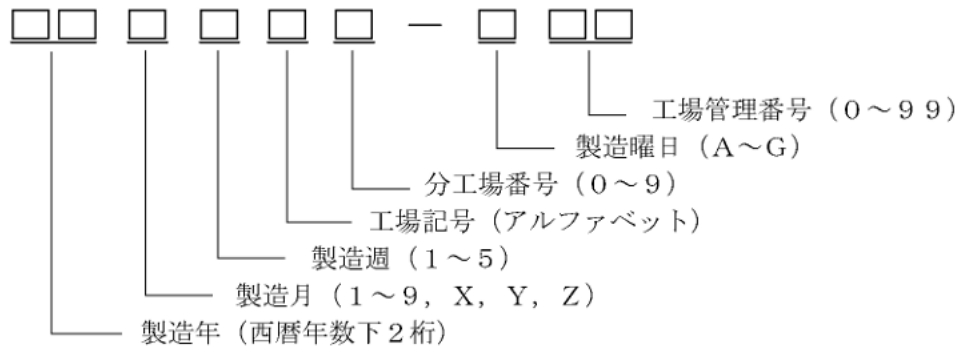 □□ □ □ □ □ － □ □□
工場管理番号（０～９９）
製造曜日（A～G）
分工場番号（０～９）
工場記号（アルファベット）
製造週（１～５）
製造月（１～９，X，Y，Z）
製造年（西暦年数下２桁）